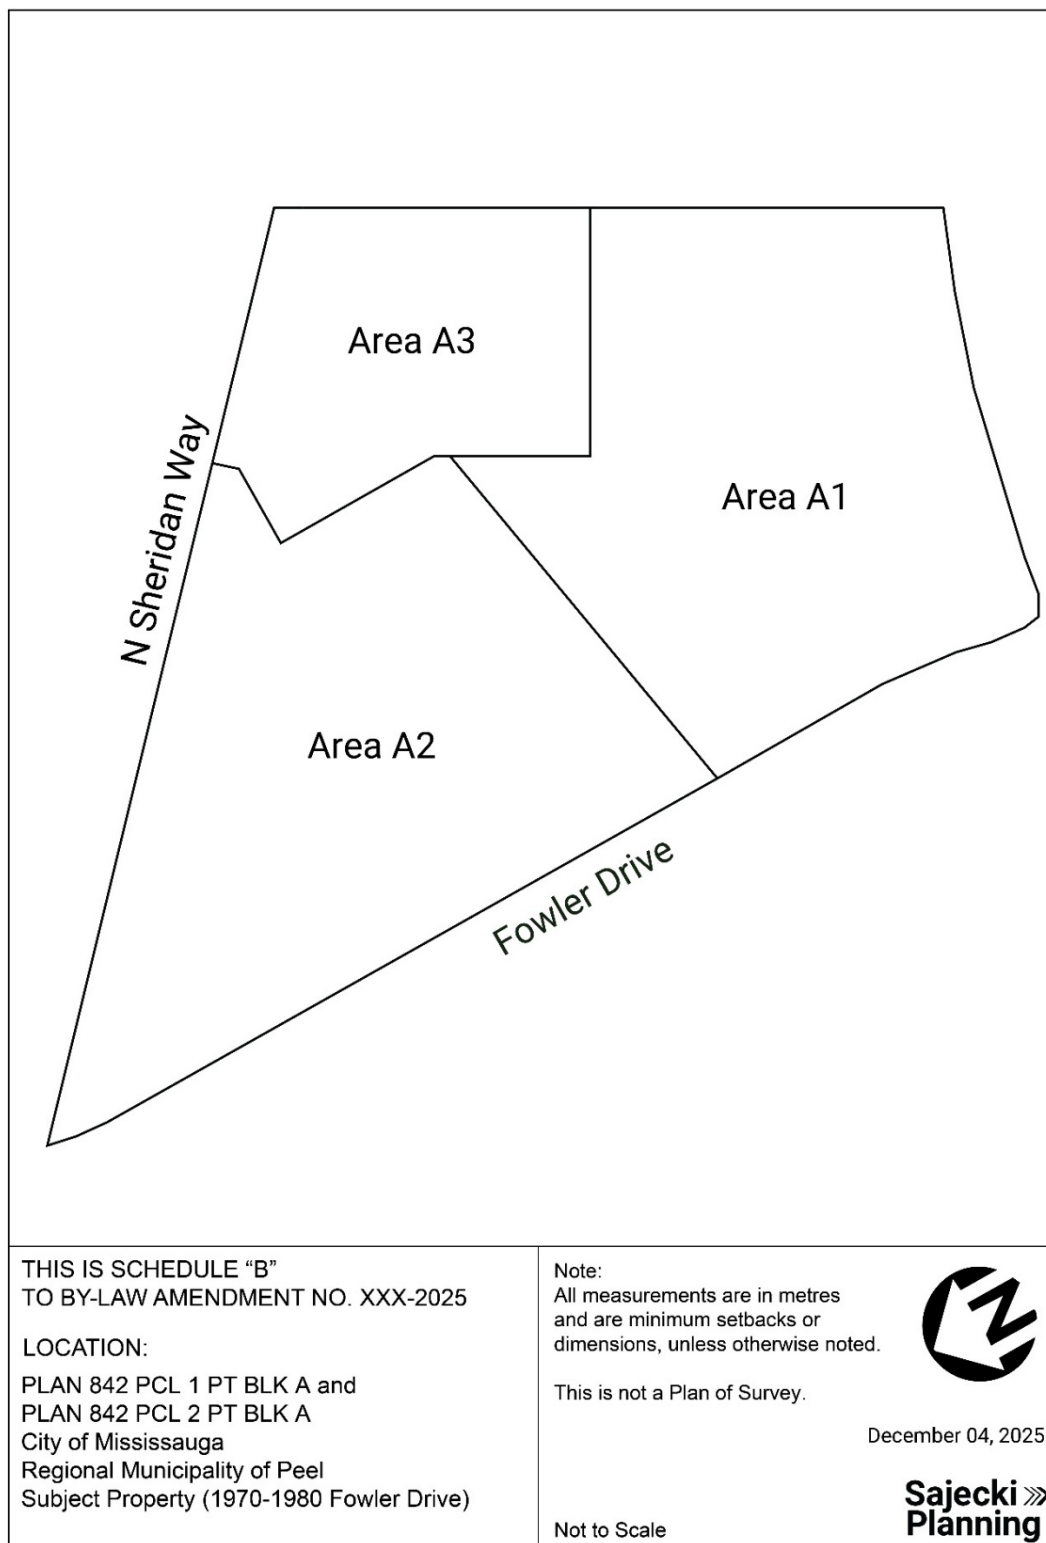 Area A3
Area A1
N Sheridan Way
Area A2
Fowler Drive
THIS IS SCHEDULE “B”
TO BY-LAW AMENDMENT NO. XXX-2025
LOCATION:
PLAN 842 PCL 1 PT BLK A and
PLAN 842 PCL 2 PT BLK A
City of Mississauga
Regional Municipality of Peel
Subject Property (1970-1980 Fowler Drive)
Note:
All measurements are in metres
and are minimum setbacks or
dimensions, unless otherwise noted.
This is not a Plan of Survey.
Not to Scale
N
December 04, 2025
Sajecki
Planning